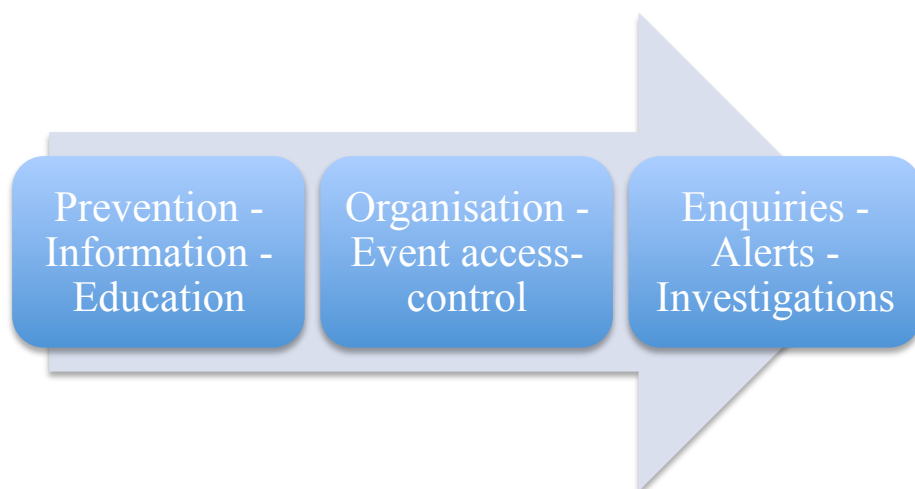 Prevention -
Information -
Education
Organisation -
Event access-
control
Enquiries -
Alerts -
Investigations